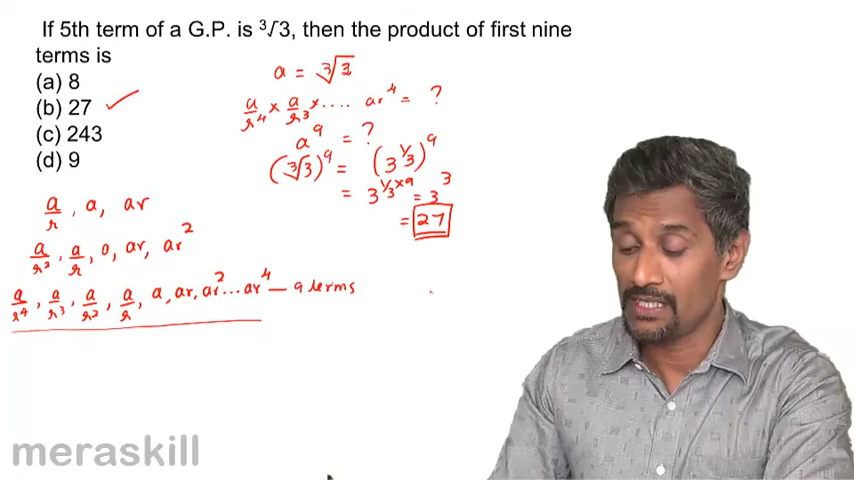 If 5th term of a G.P. is ³√3, then the product of first nine
terms is
(a) 8
(b) 27 ✓
(c) 243
(d) 9
a = ∛3
a/r⁴ × a/r³ × .... ar⁴ = ?
a⁹ = ?
(∛3)⁹ = (3^1/3)⁹
= 3^1/3×9 = 3³
= 27
a/r, a, ar
a/r², a/r, a, ar, ar²
a/r⁴, a/r³, a/r², a/r, a, ar, ar² ... ar⁴ — 9 terms
meraskill